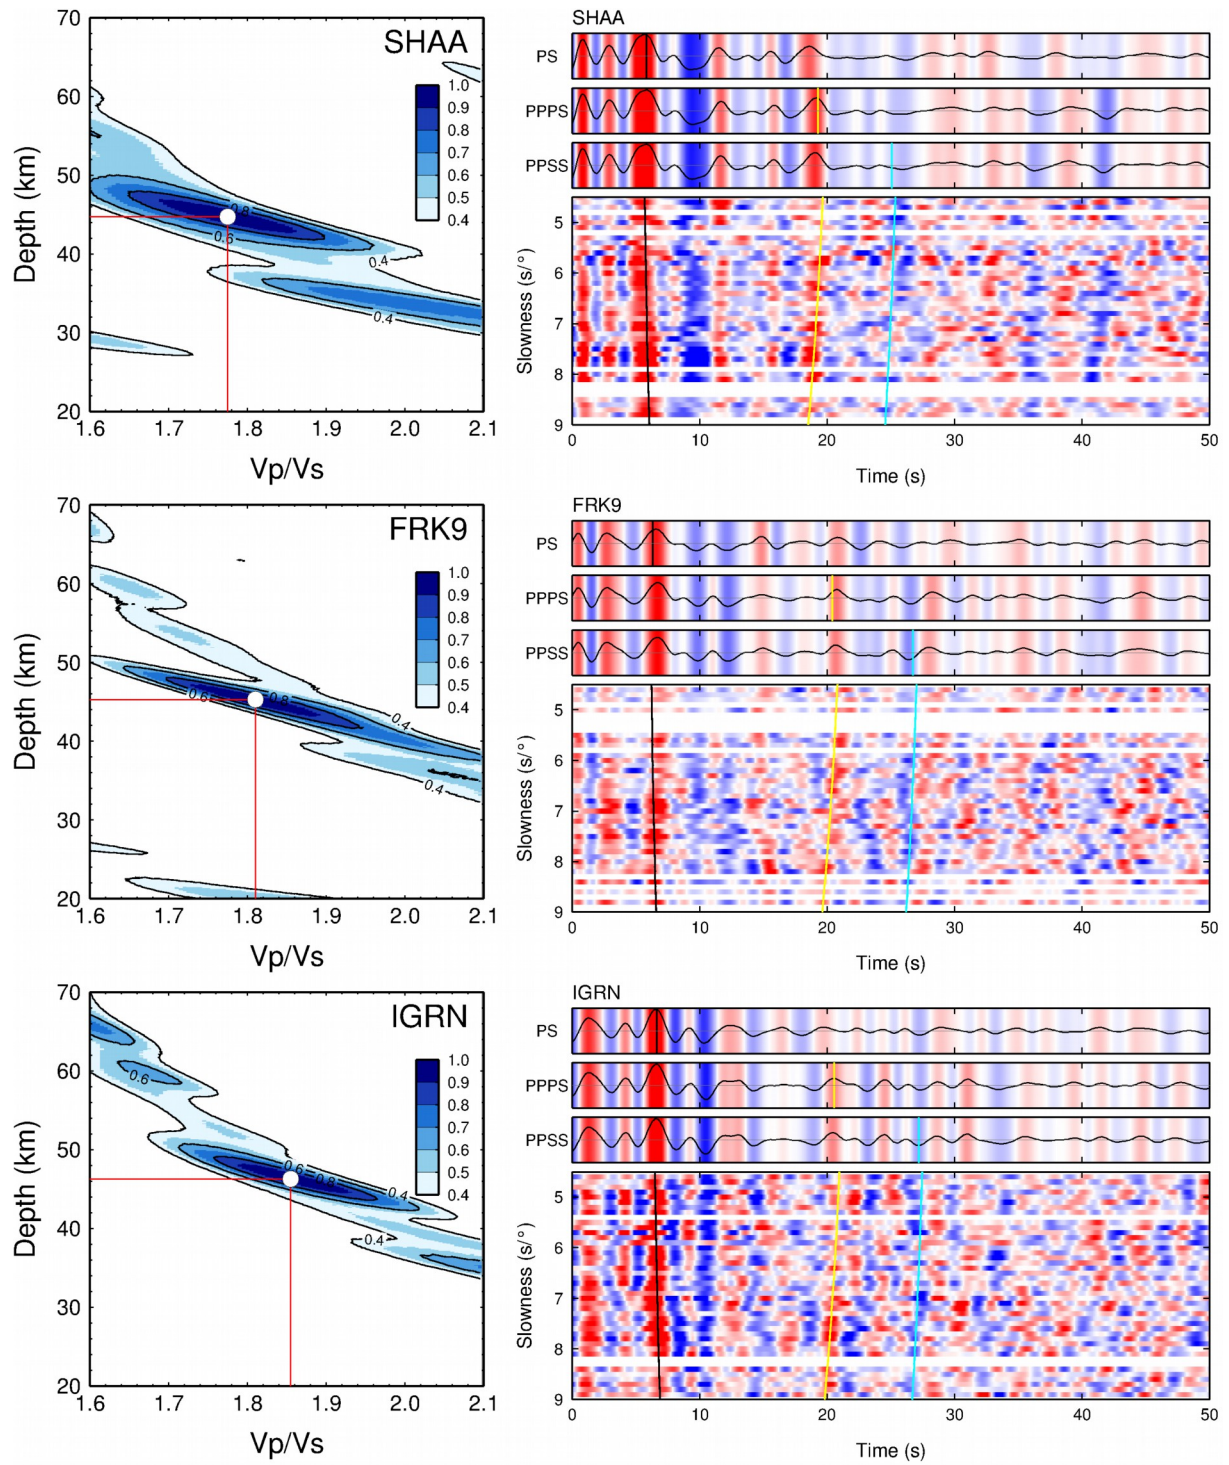 70
60
50
40
30
20
Depth (km)
SHAA
1.0
0.9
0.8
0.7
0.6
0.5
0.4
0.8
0.6
0.4
0.4
1.6 1.7 1.8 1.9 2.0 2.1
Vp/Vs
SHAA
PS
PPPS
PPSS
5
6
7
8
9
Slowness (s/°)
0 10 20 30 40 50
Time (s)
70
60
50
40
30
20
Depth (km)
FRK9
1.0
0.9
0.8
0.7
0.6
0.5
0.4
0.6
0.8
0.4
0.4
1.6 1.7 1.8 1.9 2.0 2.1
Vp/Vs
FRK9
PS
PPPS
PPSS
5
6
7
8
9
Slowness (s/°)
0 10 20 30 40 50
Time (s)
70
60
50
40
30
20
Depth (km)
IGRN
1.0
0.9
0.8
0.7
0.6
0.5
0.4
0.6
0.6
0.8
0.4
0.4
1.6 1.7 1.8 1.9 2.0 2.1
Vp/Vs
IGRN
PS
PPPS
PPSS
5
6
7
8
9
Slowness (s/°)
0 10 20 30 40 50
Time (s)